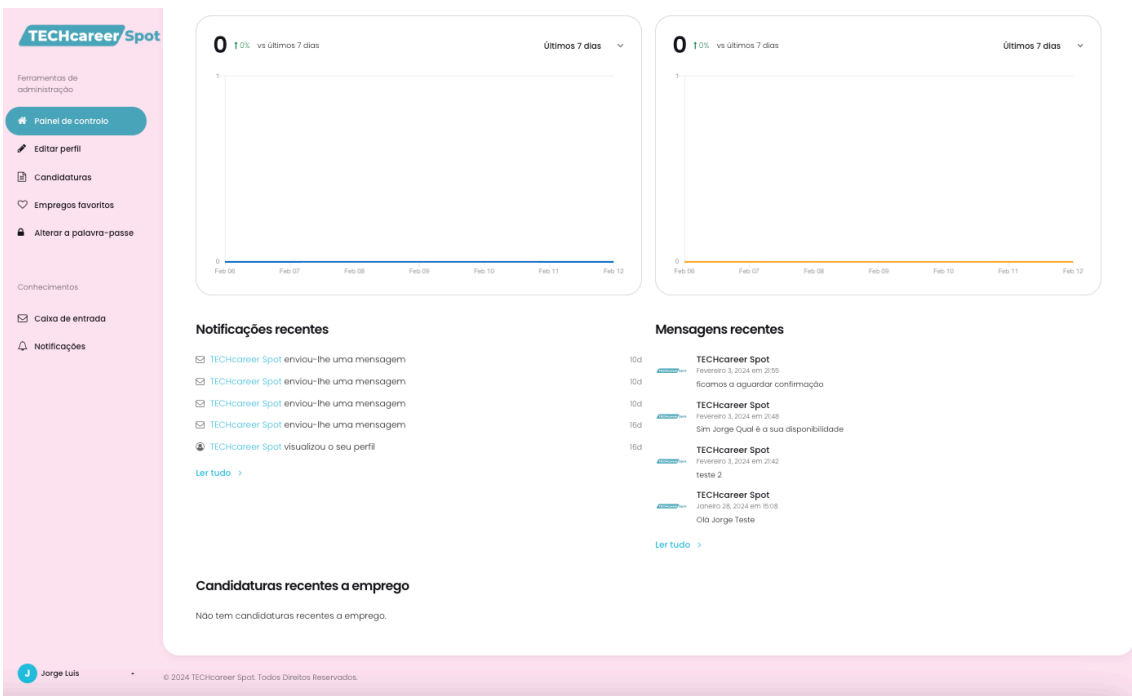 TECHcareer Spot
Ferramentas de
administração
Painel de controlo
Editar perfil
Candidaturas
Empregos favoritos
Alterar a palavra-passe
Conhecimentos
Caixa de entrada
Notificações
Jorge Luis
J
0 ↑0% vs últimos 7 dias Últimos 7 dias
1
0
Feb 06 Feb 07 Feb 08 Feb 09 Feb 10 Feb 11 Feb 12
0 ↑0% vs últimos 7 dias Últimos 7 dias
1
0
Feb 06 Feb 07 Feb 08 Feb 09 Feb 10 Feb 11 Feb 12
Notificações recentes
TECHcareer Spot enviou-lhe uma mensagem 10d
TECHcareer Spot enviou-lhe uma mensagem 10d
TECHcareer Spot enviou-lhe uma mensagem 10d
TECHcareer Spot enviou-lhe uma mensagem 16d
TECHcareer Spot visualizou o seu perfil 16d
Ler tudo >
Mensagens recentes
TECHcareer Spot
Fevereiro 3, 2024 em 21:55
ficamos a aguardar confirmação
TECHcareer Spot
Fevereiro 3, 2024 em 21:48
Sim Jorge Qual é a sua disponibilidade
TECHcareer Spot
Fevereiro 3, 2024 em 21:42
teste 2
TECHcareer Spot
Janeiro 28, 2024 em 15:08
Olá Jorge Teste
Ler tudo >
Candidaturas recentes a emprego
Não tem candidaturas recentes a emprego.
© 2024 TECHcareer Spot. Todos Direitos Reservados.